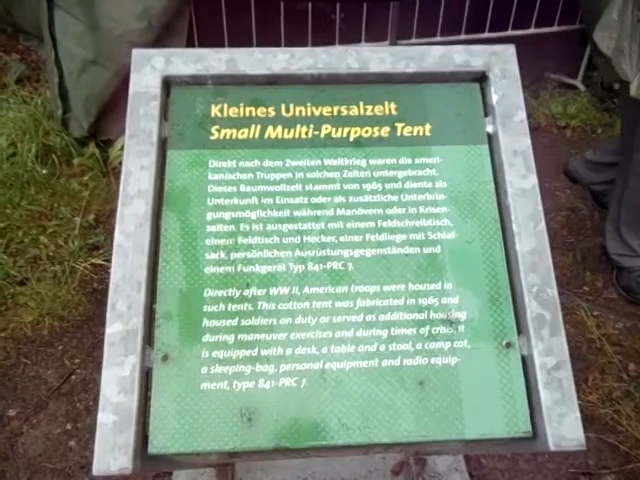 Kleines Universalzelt
Small Multi-Purpose Tent
Direkt nach dem Zweiten Weltkrieg waren die ameri-
kanischen Truppen in solchen Zelten untergebracht.
Dieses Baumwollzelt stammt von 1965 und diente als
Unterkunft im Einsatz oder als zusätzliche Unterbrin-
gungsmöglichkeit während Manövern oder in Krisen-
zeiten. Es ist ausgestattet mit einem Feldschreibtisch,
einem Feldtisch und Hocker, einer Feldliege mit Schlaf-
sack, persönlichen Ausrüstungsgegenständen und
einem Funkgerät Typ 841-PRC 7.
Directly after WW II, American troops were housed in
such tents. This cotton tent was fabricated in 1965 and
housed soldiers on duty or served as additional housing
during maneuver exercises and during times of crisis. It
is equipped with a desk, a table and a stool, a camp cot,
a sleeping-bag, personal equipment and radio equip-
ment, type 841-PRC 7.